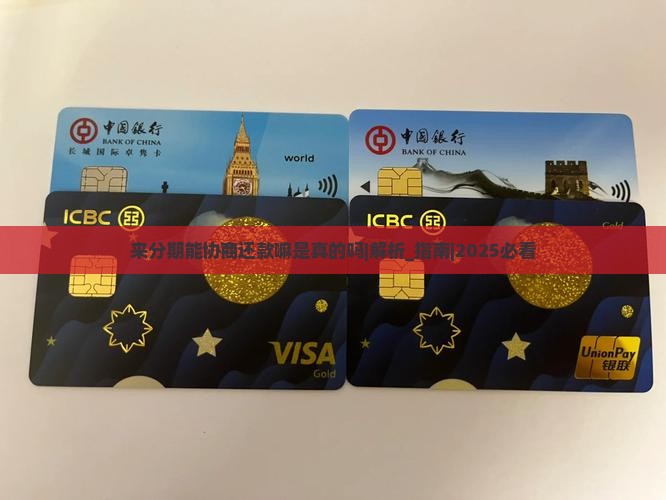 中国银行
BANK OF CHINA
长城国际卓隽卡
world
中国银行
BANK OF CHINA
Gold
ICBC
ICBC
来分期能协商还款嘛是真的吗|解析_指南|2025必看
VISA
Gold
UnionPay
银联